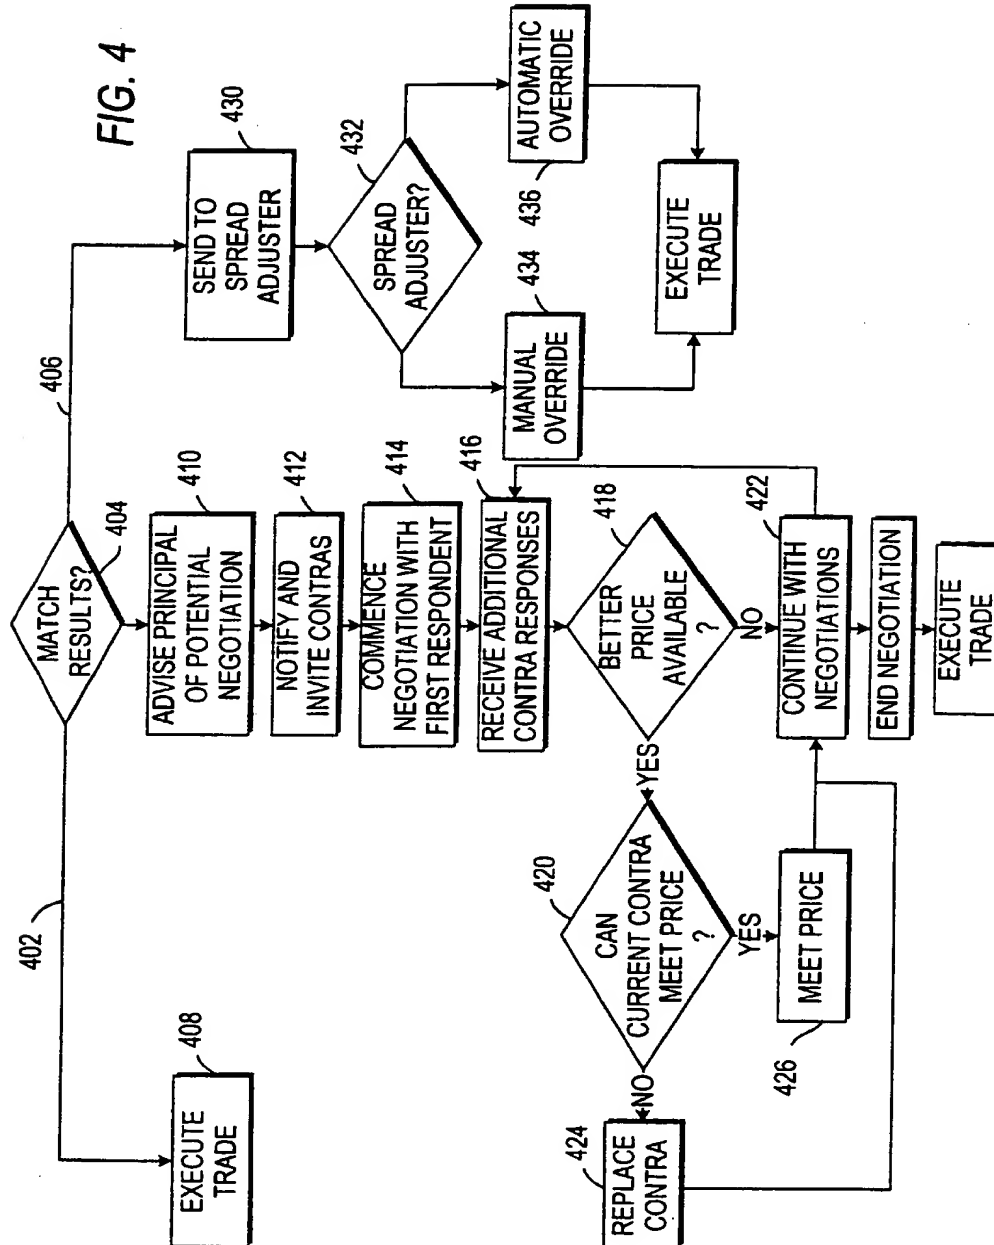 FIG. 4
MATCH
RESULTS?
404
402
406
EXECUTE
TRADE
408
ADVISE PRINCIPAL
OF POTENTIAL
NEGOTIATION
410
NOTIFY AND
INVITE CONTRAS
412
COMMENCE
NEGOTIATION WITH
FIRST RESPONDENT
414
RECEIVE ADDITIONAL
CONTRA RESPONSES
416
BETTER
PRICE
AVAILABLE
?
418
YES
NO
CAN
CURRENT CONTRA
MEET PRICE
?
420
NO
YES
REPLACE
CONTRA
424
MEET PRICE
426
CONTINUE WITH
NEGOTIATIONS
422
END NEGOTIATION
EXECUTE
TRADE
SEND TO
SPREAD
ADJUSTER
430
SPREAD
ADJUSTER?
432
MANUAL
OVERRIDE
434
AUTOMATIC
OVERRIDE
436
EXECUTE
TRADE